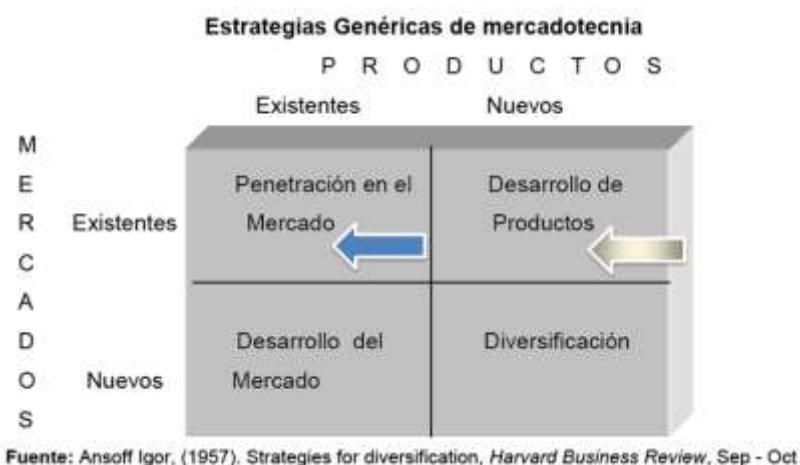 Estrategias Genéricas de mercadotecnia
P R O D U C T O S
Existentes Nuevos
M
E
R
C
A
D
O
S
Existentes
Penetración en el
Mercado
Desarrollo de
Productos
Nuevos
Desarrollo del
Mercado
Diversificación
Fuente: Ansoff Igor, (1957). Strategies for diversification, Harvard Business Review, Sep - Oct